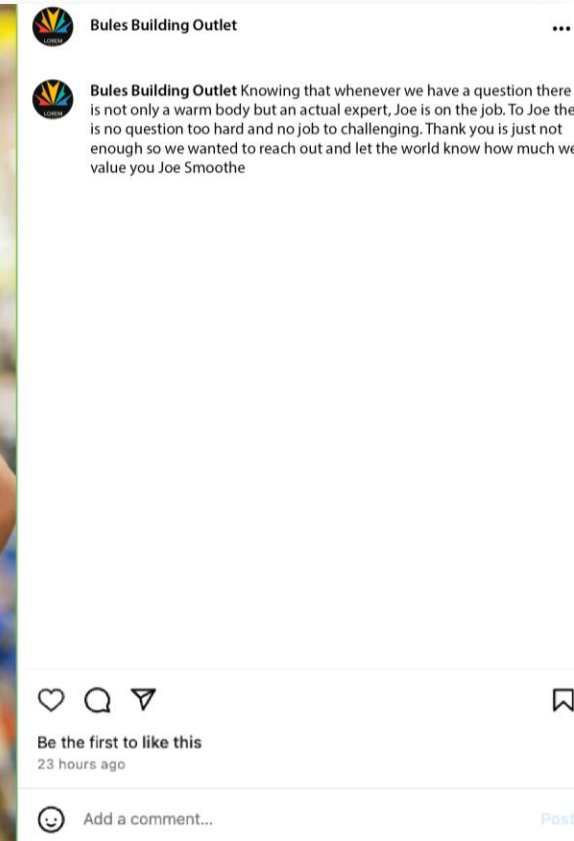 Bules Building Outlet
LOREM
Bules Building Outlet Knowing that whenever we have a question there
LOREM
is not only a warm body but an actual expert, Joe is on the job. To Joe the
is no question too hard and no job to challenging. Thank you is just not
enough so we wanted to reach out and let the world know how much we
value you Joe Smoothe
Be the first to like this
23 hours ago
Add a comment...
Post